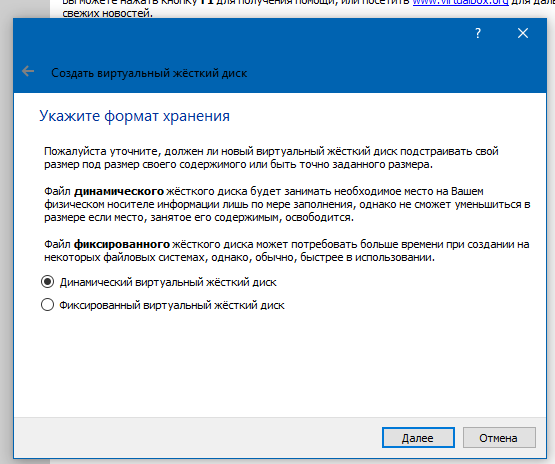 Вы можете нажать кнопку F1 для получения помощи, или посетить www.virtualbox.org для
свежих новостей.
?
Создать виртуальный жёсткий диск
Укажите формат хранения
Пожалуйста уточните, должен ли новый виртуальный жёсткий диск подстраивать свой
размер под размер своего содержимого или быть точно заданного размера.
Файл динамического жёсткого диска будет занимать необходимое место на Вашем
физическом носителе информации лишь по мере заполнения, однако не сможет уменьшиться в
размере если место, занятое его содержимым, освободится.
Файл фиксированного жёсткого диска может потребовать больше времени при создании на
некоторых файловых системах, однако, обычно, быстрее в использовании.
Динамический виртуальный жёсткий диск
Фиксированный виртуальный жёсткий диск
Далее
Отмена